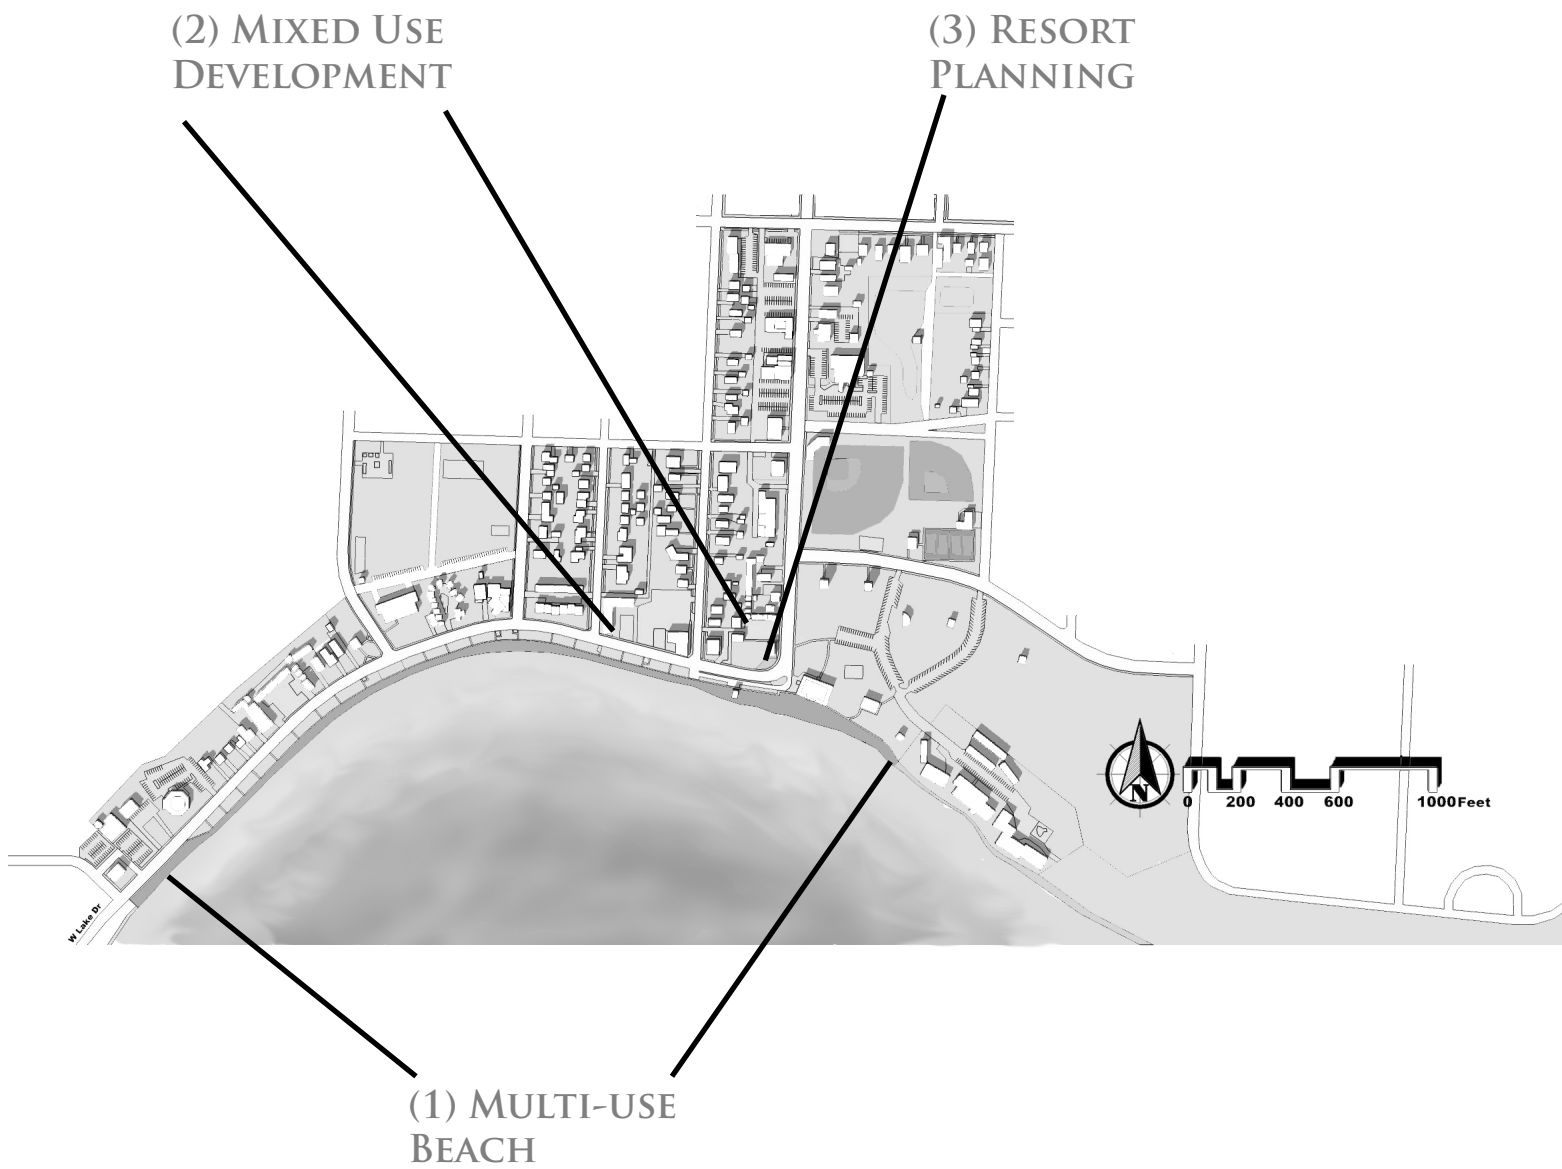 (2) Mixed Use
Development
(3) Resort
Planning
N
0 200 400 600 1000Feet
W Lake Dr
(1) Multi-use
Beach